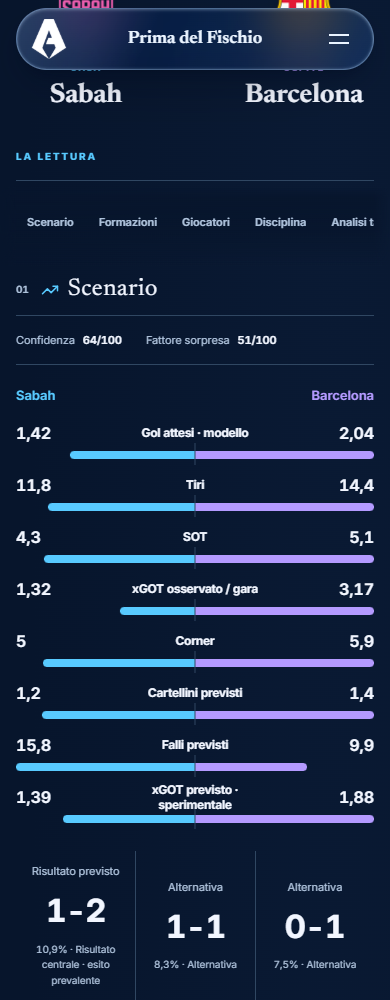 SABAH
Prima del Fischio
Sabah
Barcelona
LA LETTURA
Scenario Formazioni Giocatori Disciplina Analisi t
01 Scenario
Confidenza 64/100 Fattore sorpresa 51/100
Sabah Barcelona
1,42 Gol attesi · modello 2,04
11,8 Tiri 14,4
4,3 SOT 5,1
1,32 xGOT osservato / gara 3,17
5 Corner 5,9
1,2 Cartellini previsti 1,4
15,8 Falli previsti 9,9
1,39 xGOT previsto · sperimentale 1,88
Risultato previsto
1-2
10,9% · Risultato
centrale · esito
prevalente
Alternativa
1-1
8,3% · Alternativa
Alternativa
0-1
7,5% · Alternativa